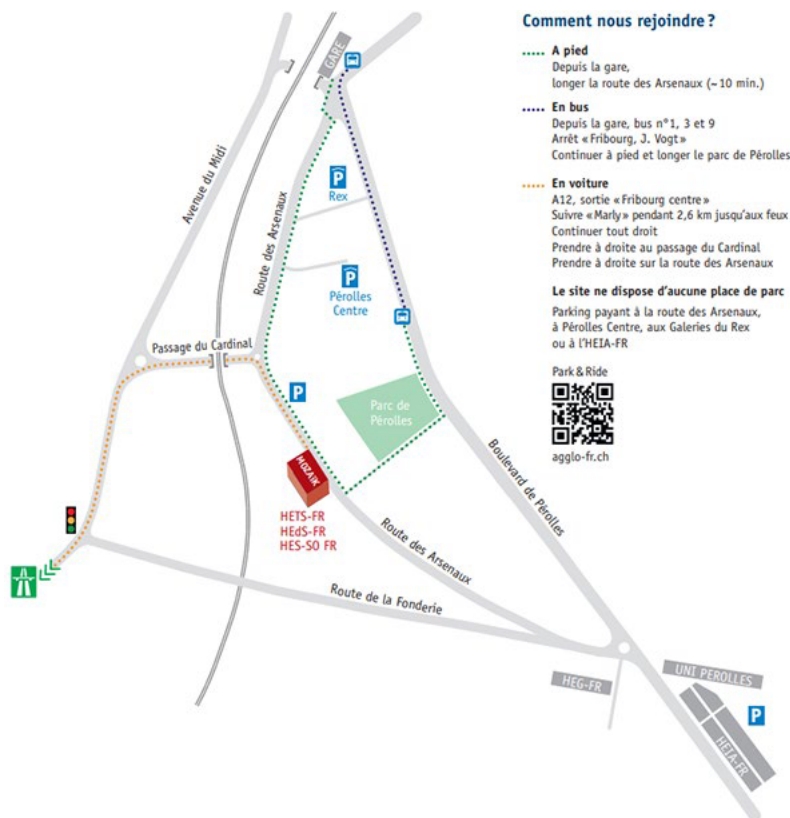 Comment nous rejoindre ?
A pied
Depuis la gare,
longer la route des Arsenaux (~10 min.)
En bus
Depuis la gare, bus n°1, 3 et 9
Arrêt «Fribourg, J. Vogt»
Continuer à pied et longer le parc de Pérolles
En voiture
A12, sortie «Fribourg centre»
Suivre «Marly» pendant 2,6 km jusqu'aux feux
Continuer tout droit
Prendre à droite au passage du Cardinal
Prendre à droite sur la route des Arsenaux
Le site ne dispose d'aucune place de parc
Parking payant à la route des Arsenaux,
à Pérolles Centre, aux Galeries du Rex
ou à l'HEIA-FR
Park & Ride
agglo-fr.ch
GARE
Avenue du Midi
P
Rex
Route des Arsenaux
P
Pérolles
Centre
Passage du Cardinal
P
Parc de
Pérolles
MOZAIK
HETS-FR
HEdS-FR
HES-SO FR
Boulevard de Pérolles
Route des Arsenaux
Route de la Fonderie
HEG-FR
UNI PEROLLES
HEIA-FR
P